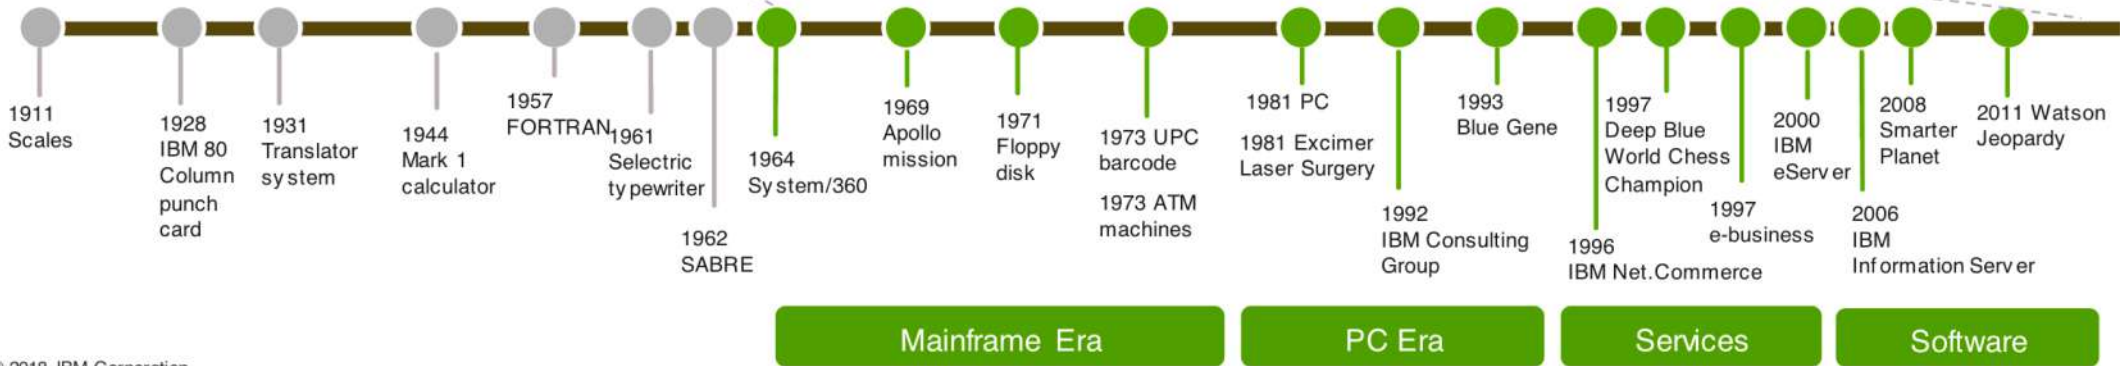 1911
Scales
1928
IBM 80
Column
punch
card
1931
Translator
system
1944
Mark 1
calculator
1957
FORTRAN
1961
Selectric
typewriter
1962
SABRE
1964
System/360
1969
Apollo
mission
1971
Floppy
disk
1973 UPC
barcode
1973 ATM
machines
1981 PC
1981 Excimer
Laser Surgery
1992
IBM Consulting
Group
1993
Blue Gene
1996
IBM Net.Commerce
1997
Deep Blue
World Chess
Champion
1997
e-business
2000
IBM
eServer
2006
IBM
Information Server
2008
Smarter
Planet
2011 Watson
Jeopardy
Mainframe Era
PC Era
Services
Software
2018 IBM Corporation